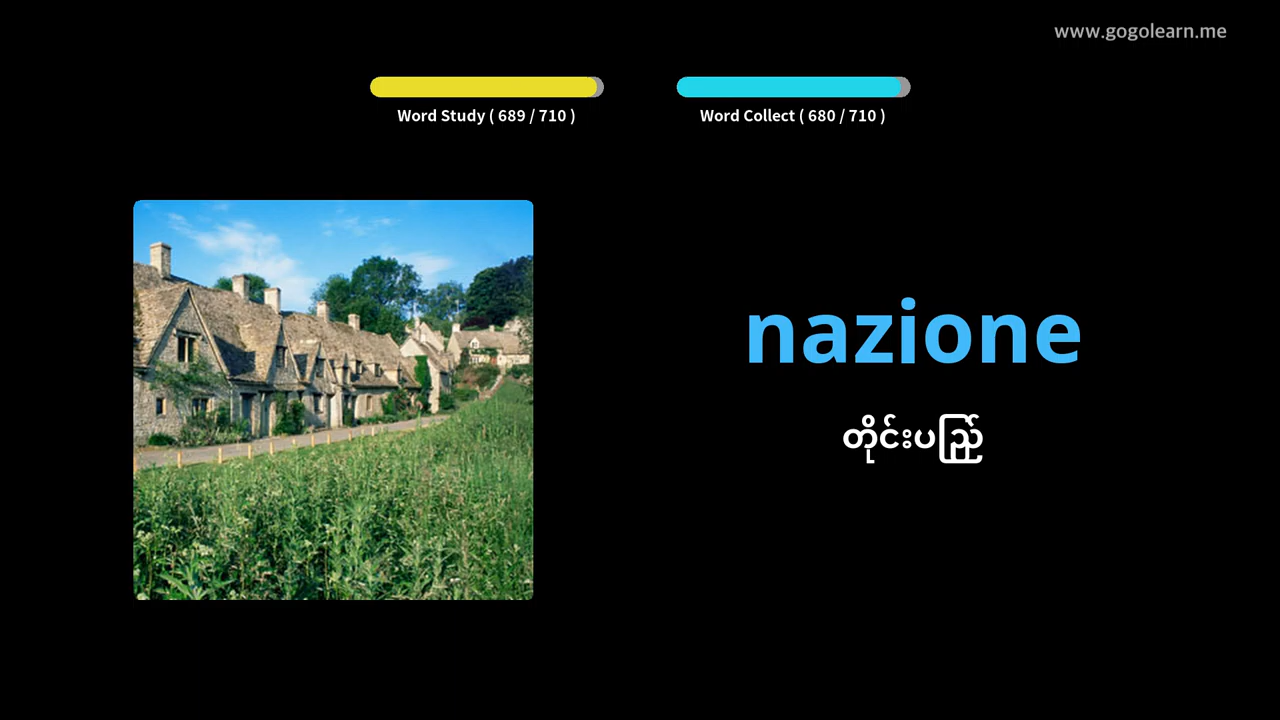 www.gogolearn.me
Word Study ( 689 / 710 )
Word Collect ( 680 / 710 )
nazione
တိုင်းပြည်